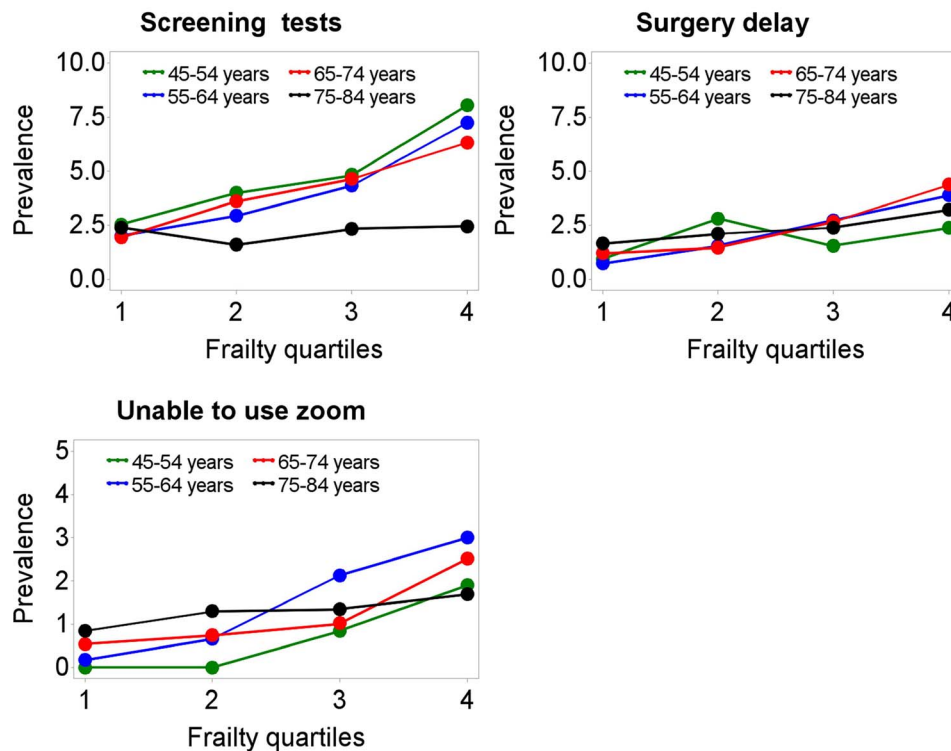 Screening tests
10.0
7.5
5.0
2.5
0.0
Prevalence
45-54 years
65-74 years
55-64 years
75-84 years
1 2 3 4
Frailty quartiles
Surgery delay
10.0
7.5
5.0
2.5
0.0
Prevalence
45-54 years
65-74 years
55-64 years
75-84 years
1 2 3 4
Frailty quartiles
Unable to use zoom
5
4
3
2
1
0
Prevalence
45-54 years
65-74 years
55-64 years
75-84 years
1 2 3 4
Frailty quartiles